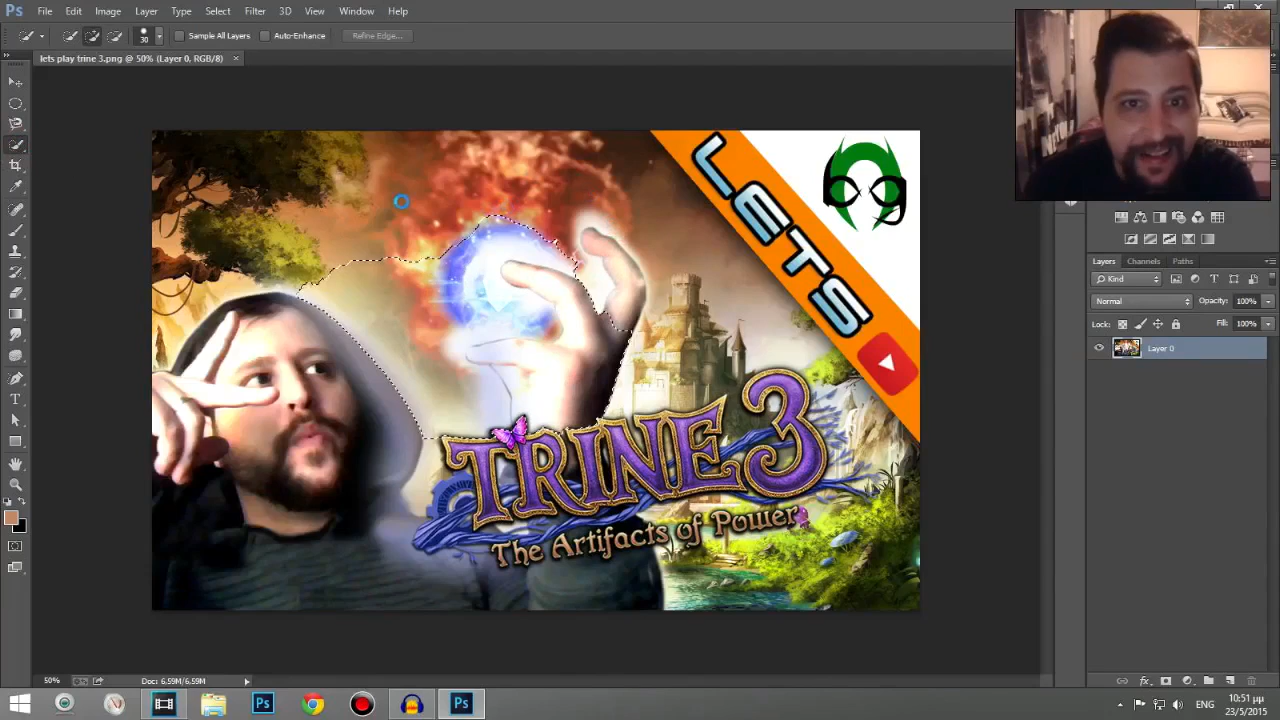 Ps File Edit Image Layer Type Select Filter 3D View Window Help
30 Sample All Layers Auto-Enhance Refine Edge...
lets play trine 3.png @ 50% (Layer 0, RGB/8) ×
LETS
TRINE 3
The Artifacts of Power
Layers Channels Paths
Kind
Normal Opacity: 100%
Lock: Fill: 100%
Layer 0
50% Doc: 6,59M/6,59M
Ps Ps ENG 10:51 μμ
23/5/2015